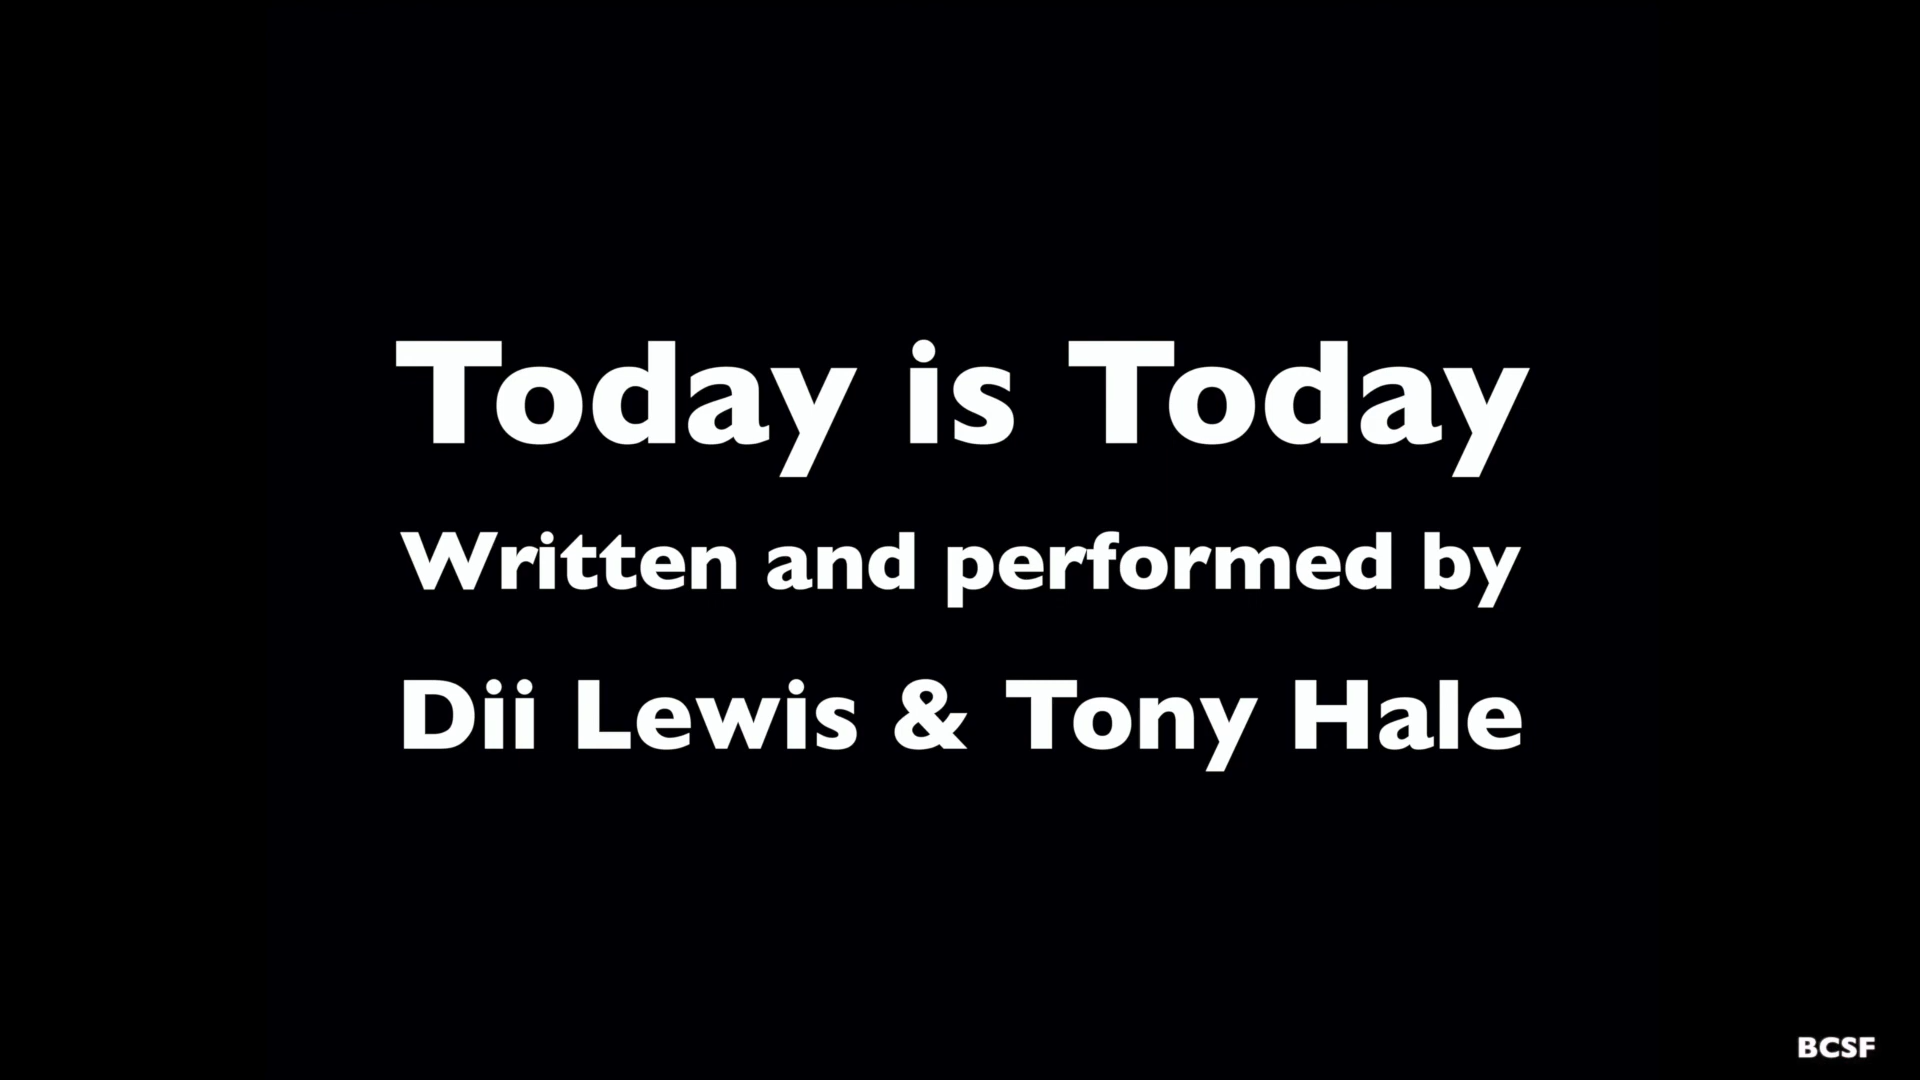 Today is Today
Written and performed by
Dii Lewis & Tony Hale
BCSF